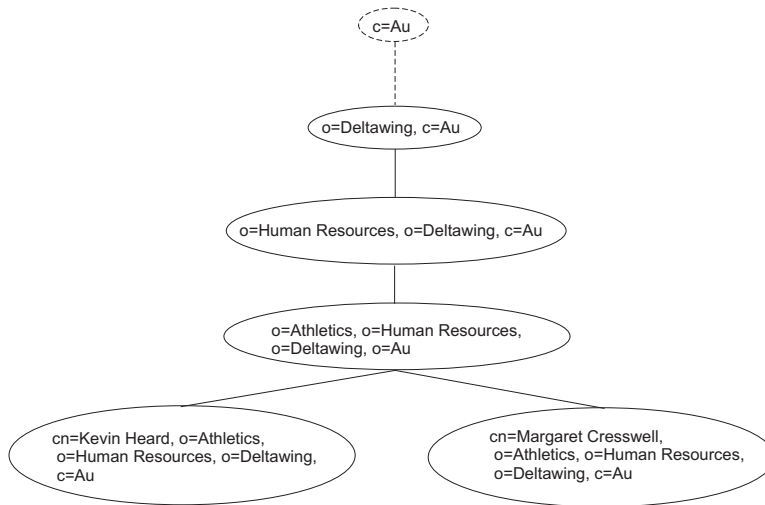 c=Au
o=Deltawing, c=Au
o=Human Resources, o=Deltawing, c=Au
o=Athletics, o=Human Resources,
o=Deltawing, o=Au
cn=Kevin Heard, o=Athletics,
o=Human Resources, o=Deltawing,
c=Au
cn=Margaret Cresswell,
o=Athletics, o=Human Resources,
o=Deltawing, c=Au